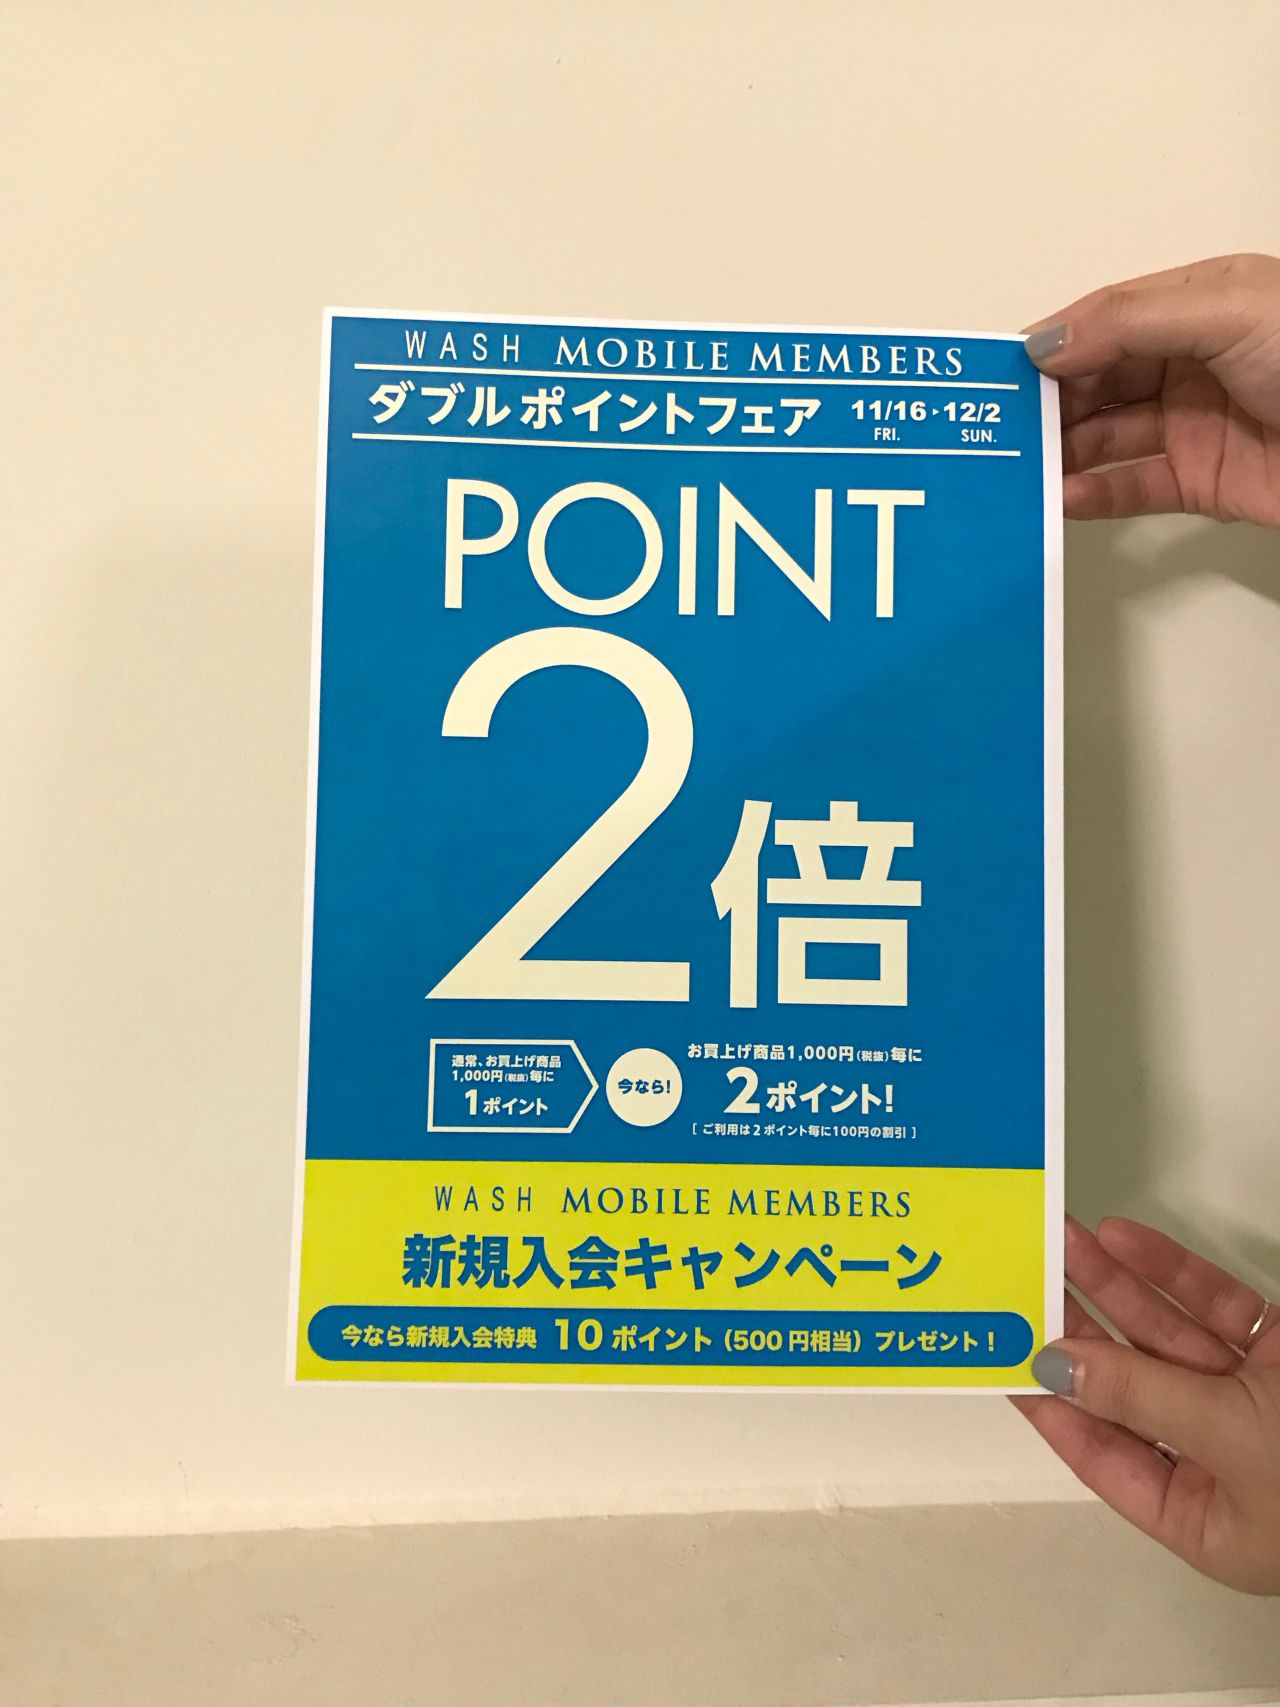 WASH MOBILE MEMBERS
ダブルポイントフェア 11/16▸12/2
FRI. SUN.
POINT
2倍
通常、お買上げ商品
1,000円(税抜)毎に
1ポイント
今なら!
お買上げ商品1,000円(税抜)毎に
2ポイント!
[ ご利用は2ポイント毎に100円の割引 ]
WASH MOBILE MEMBERS
新規入会キャンペーン
今なら新規入会特典 10ポイント(500円相当)プレゼント!